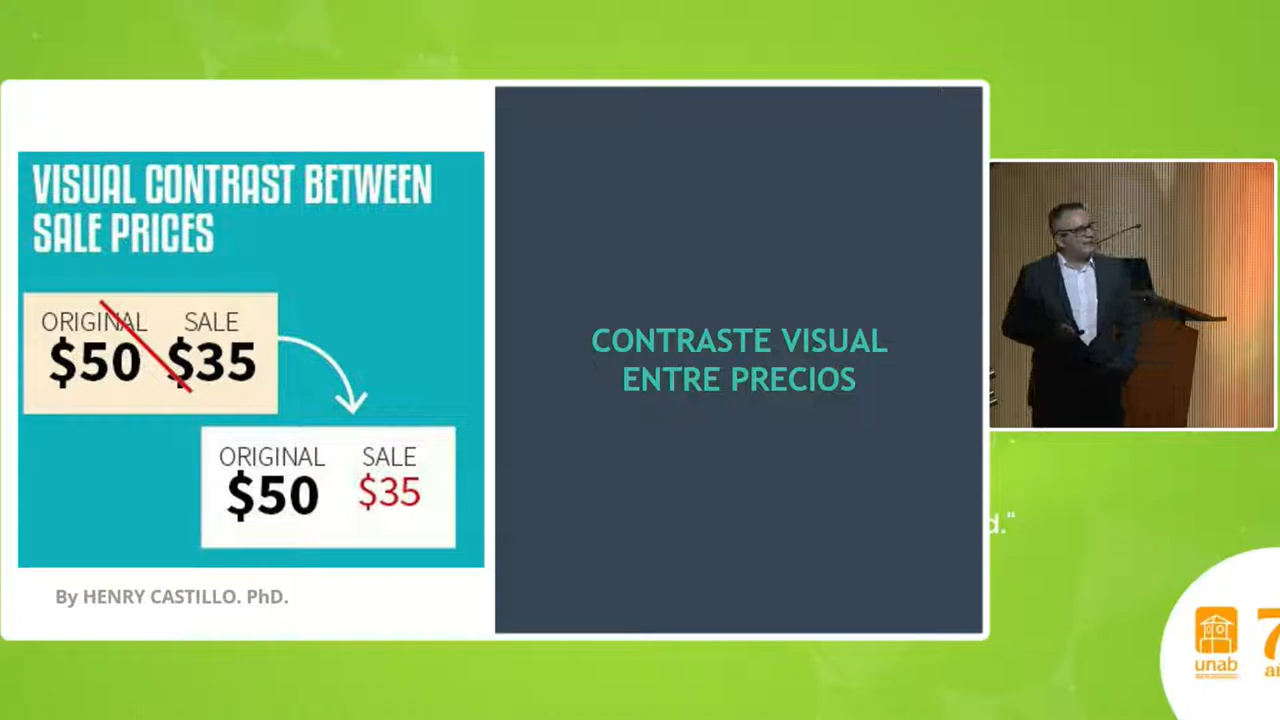 VISUAL CONTRAST BETWEEN
SALE PRICES
ORIGINAL SALE
$50 $35
ORIGINAL SALE
$50 $35
By HENRY CASTILLO. PhD.
CONTRASTE VISUAL
ENTRE PRECIOS
d."
unab
7